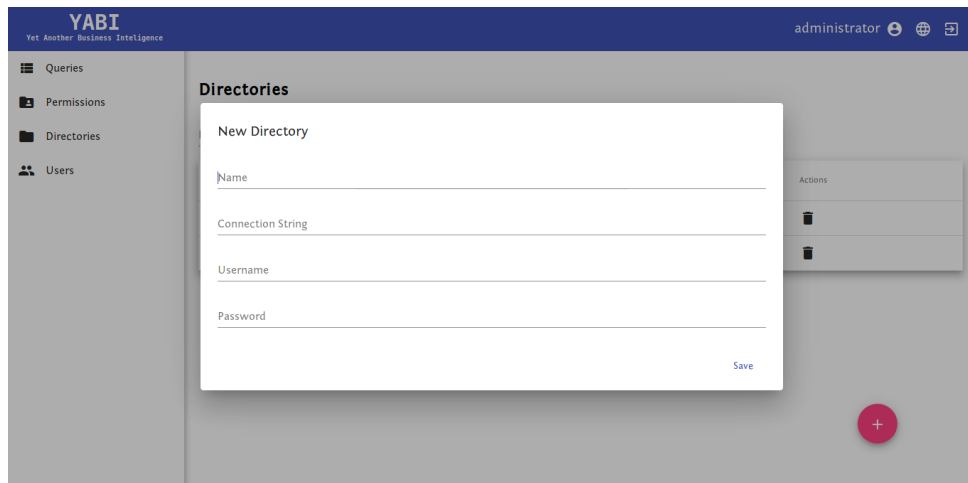 YABI
Yet Another Business Inteligence
administrator
Queries
Permissions
Directories
Users
Directories
New Directory
Name
Connection String
Username
Password
Save
Actions